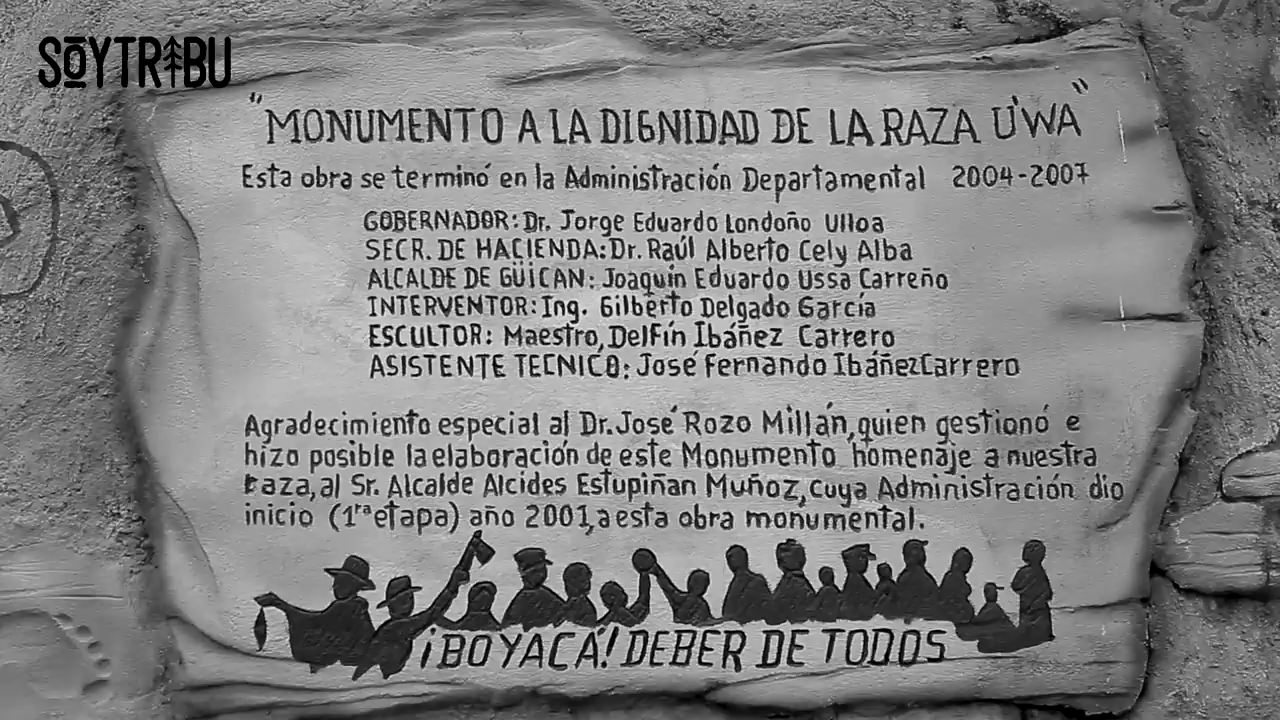 SOYTRIBU
"MONUMENTO A LA DIGNIDAD DE LA RAZA U'WA"
Esta obra se terminó en la Administración Departamental 2004-2007
GOBERNADOR: Dr. Jorge Eduardo Londoño Ulloa
SECR. DE HACIENDA: Dr. Raúl Alberto Cely Alba
ALCALDE DE GÜICAN: Joaquín Eduardo Ussa Carreño
INTERVENTOR: Ing. Gilberto Delgado García
ESCULTOR: Maestro, Delfín Ibáñez Carrero
ASISTENTE TECNICO: José Fernando Ibáñez Carrero
Agradecimiento especial al Dr. José Rozo Millán, quien gestionó e
hizo posible la elaboración de este Monumento homenaje a nuestra
raza, al Sr. Alcalde Alcides Estupiñan Muñoz, cuya Administración dio
inicio (1ra etapa) año 2001, a esta obra monumental.
¡BOYACÁ! DEBER DE TODOS